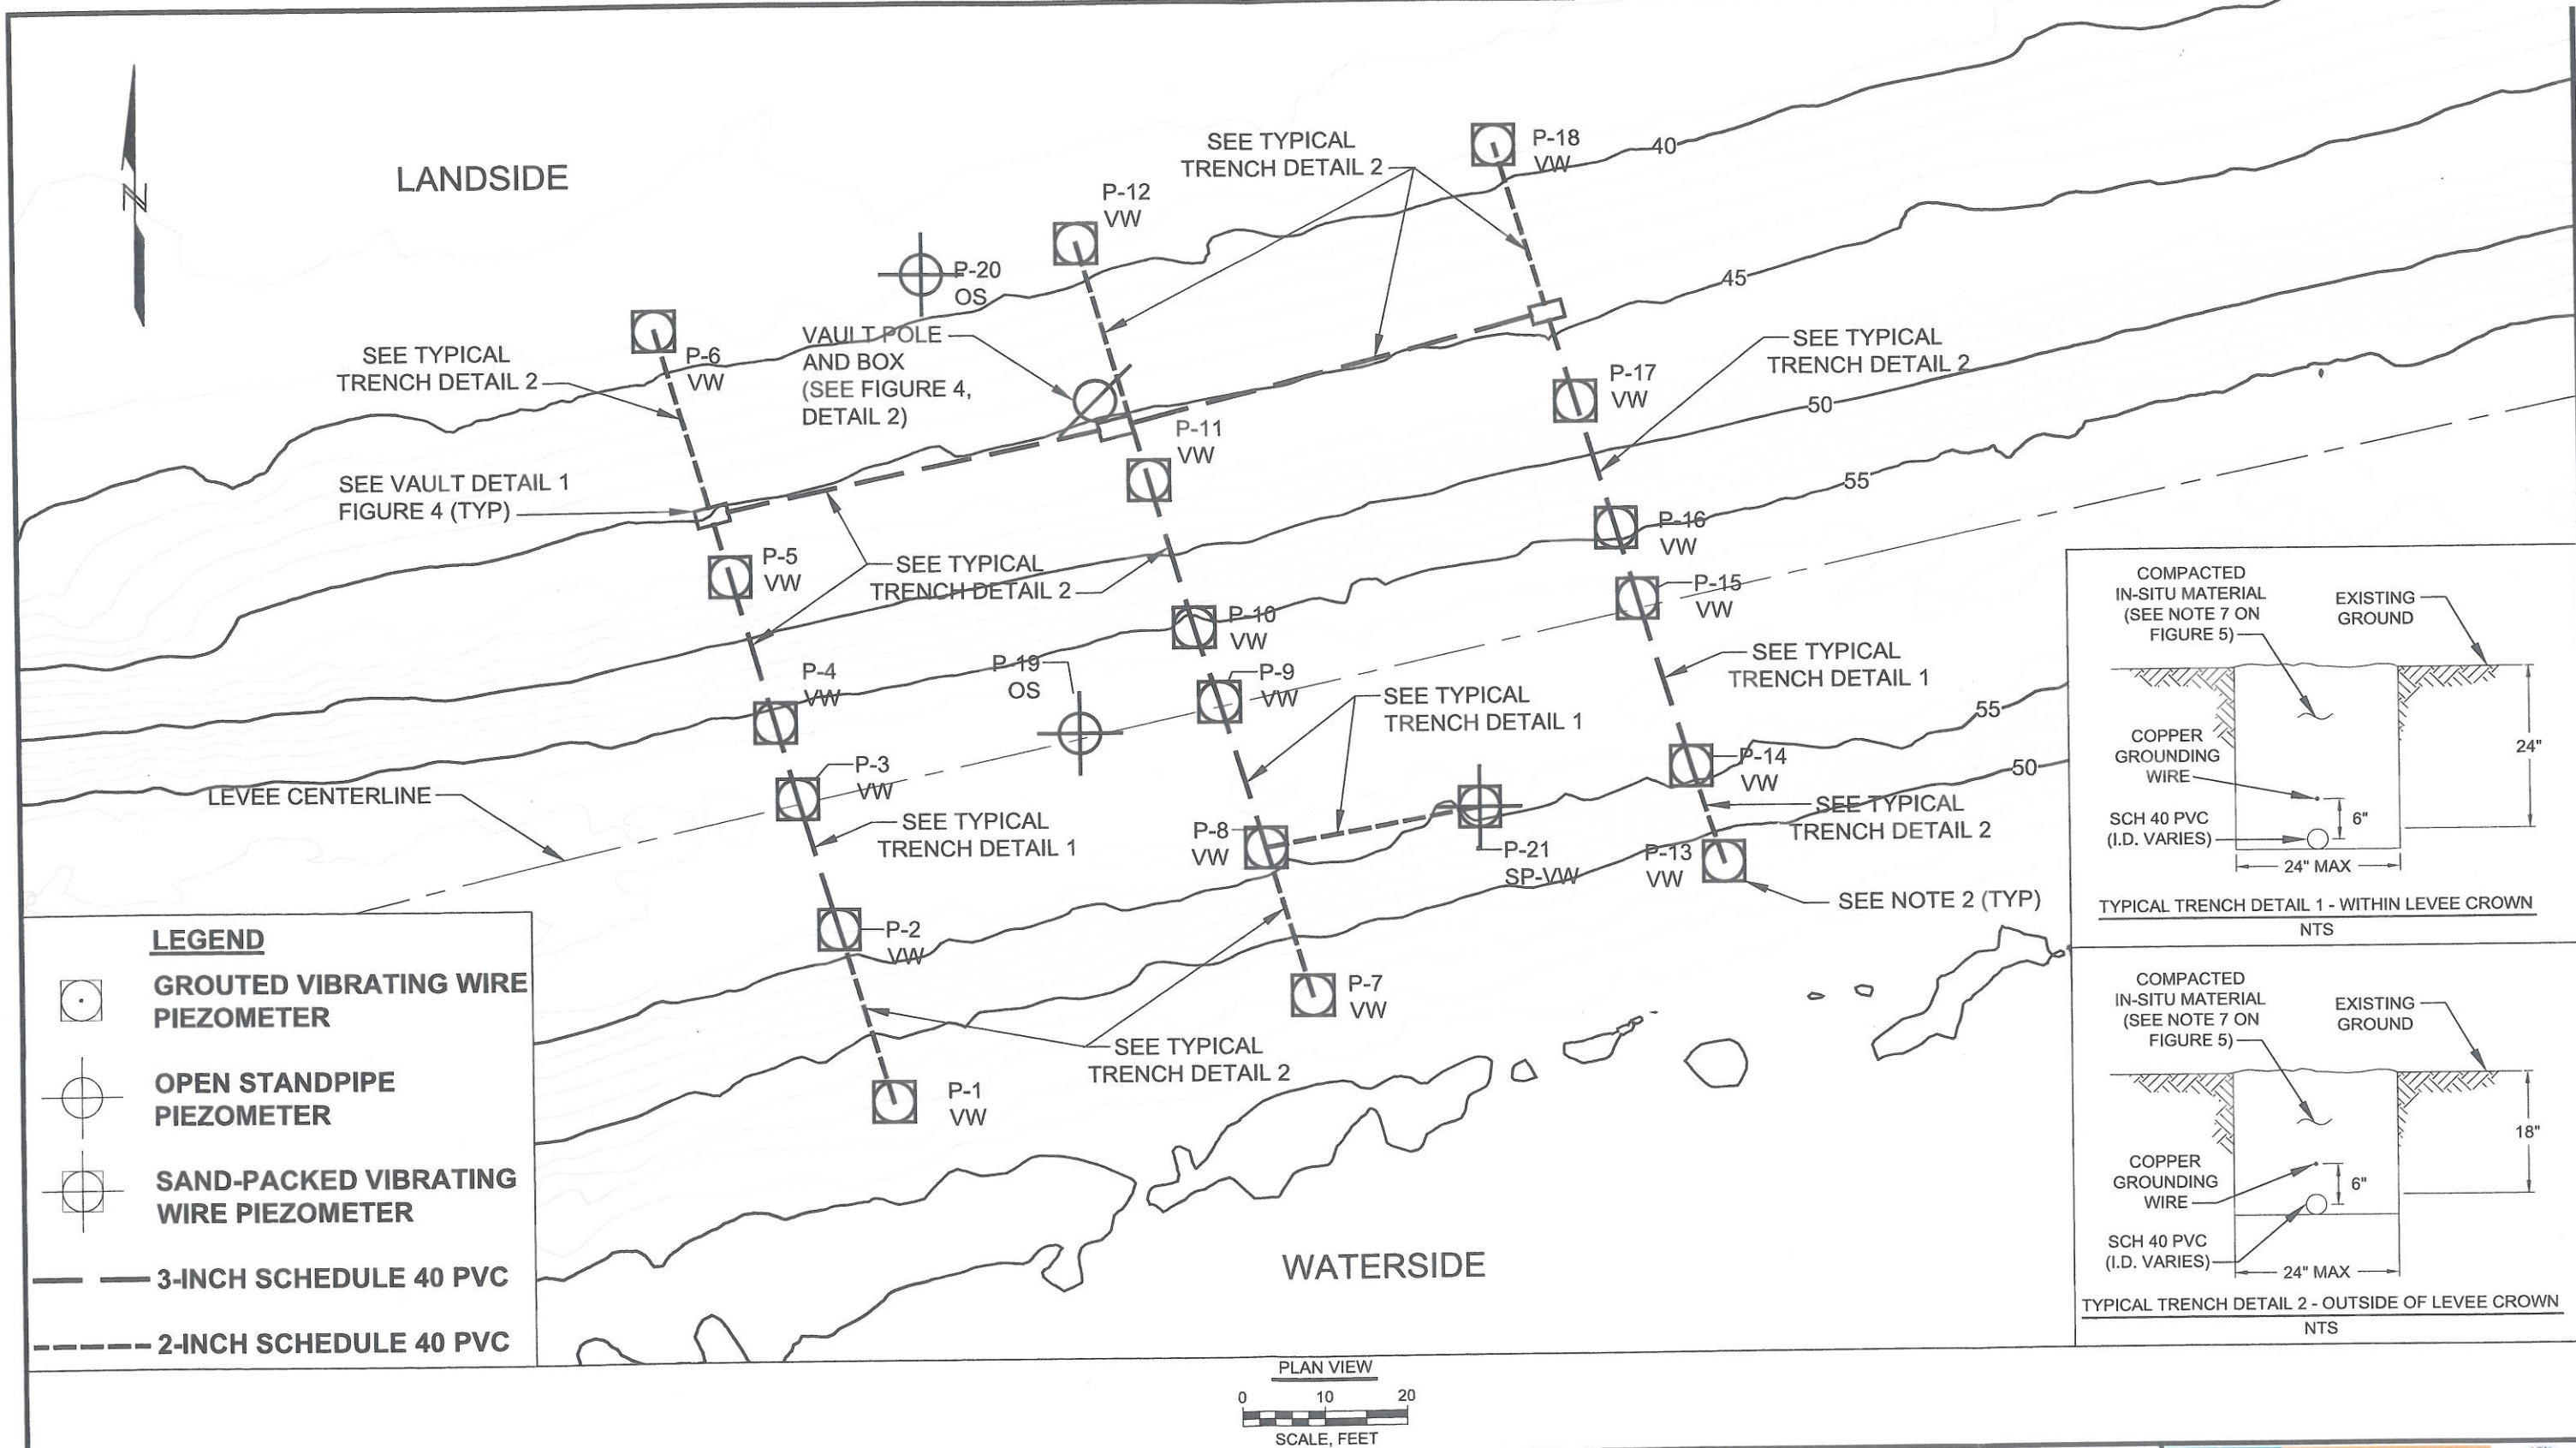 N
LANDSIDE
SEE TYPICAL
TRENCH DETAIL 2
P-18
VW
40
P-12
VW
P-20
OS
45
VAULT POLE
AND BOX
(SEE FIGURE 4,
DETAIL 2)
SEE TYPICAL
TRENCH DETAIL 2
P-6
VW
SEE TYPICAL
TRENCH DETAIL 2
P-17
VW
50
P-11
VW
SEE VAULT DETAIL 1
FIGURE 4 (TYP)
55
P-16
VW
P-5
VW
SEE TYPICAL
TRENCH DETAIL 2
P-15
VW
P-10
VW
P-19
OS
P-4
VW
P-9
VW
SEE TYPICAL
TRENCH DETAIL 1
SEE TYPICAL
TRENCH DETAIL 1
55
P-3
VW
LEVEE CENTERLINE
P-14
VW
50
SEE TYPICAL
TRENCH DETAIL 1
P-8
VW
SEE TYPICAL
TRENCH DETAIL 2
P-21
SP-VW
P-13
VW
SEE NOTE 2 (TYP)
P-2
VW
P-7
VW
SEE TYPICAL
TRENCH DETAIL 2
P-1
VW
WATERSIDE
LEGEND
GROUTED VIBRATING WIRE
PIEZOMETER
OPEN STANDPIPE
PIEZOMETER
SAND-PACKED VIBRATING
WIRE PIEZOMETER
3-INCH SCHEDULE 40 PVC
2-INCH SCHEDULE 40 PVC
COMPACTED
IN-SITU MATERIAL
(SEE NOTE 7 ON
FIGURE 5)
EXISTING
GROUND
COPPER
GROUNDING
WIRE
24"
SCH 40 PVC
(I.D. VARIES)
6"
24" MAX
TYPICAL TRENCH DETAIL 1 - WITHIN LEVEE CROWN
NTS
COMPACTED
IN-SITU MATERIAL
(SEE NOTE 7 ON
FIGURE 5)
EXISTING
GROUND
18"
COPPER
GROUNDING
WIRE
6"
SCH 40 PVC
(I.D. VARIES)
24" MAX
TYPICAL TRENCH DETAIL 2 - OUTSIDE OF LEVEE CROWN
NTS
PLAN VIEW
0 10 20
SCALE, FEET